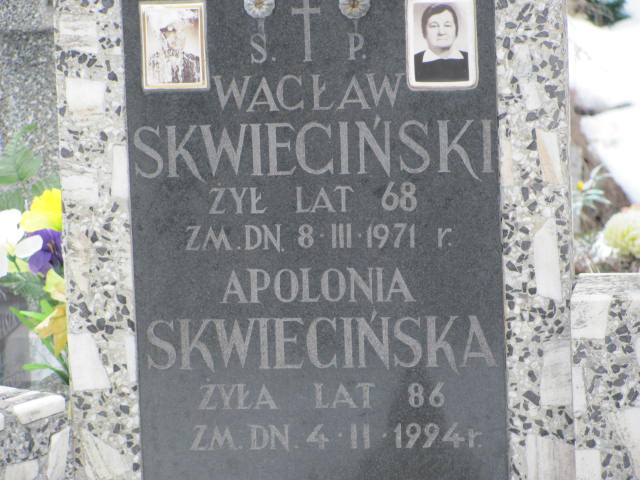 Ś. P.
WACŁAW
SKWIECIŃSKI
ŻYŁ LAT 68
ZM. DN. 8·III·1971 r.
APOLONIA
SKWIECIŃSKA
ŻYŁA LAT 86
ZM. DN. 4·II·1994 r.